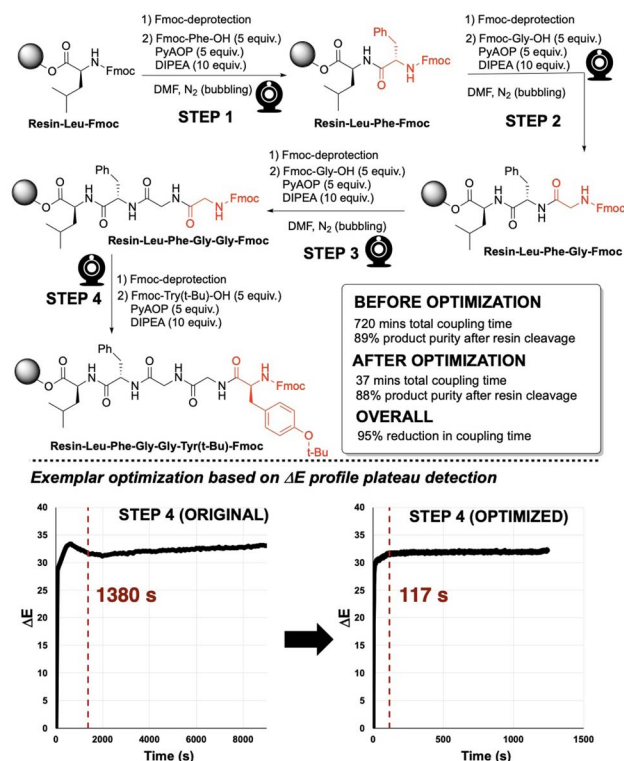 1) Fmoc-deprotection
2) Fmoc-Phe-OH (5 equiv.)
PyAOP (5 equiv.)
DIPEA (10 equiv.)
DMF, N2 (bubbling)
STEP 1
O
O
H
N
Fmoc
Resin-Leu-Fmoc
Ph
O
O
H
N
O
N
H
Fmoc
Resin-Leu-Phe-Fmoc
1) Fmoc-deprotection
2) Fmoc-Gly-OH (5 equiv.)
PyAOP (5 equiv.)
DIPEA (10 equiv.)
DMF, N2 (bubbling)
STEP 2
Ph
O
O
H
N
O
N
H
O
N
H
Fmoc
Resin-Leu-Phe-Gly-Fmoc
1) Fmoc-deprotection
2) Fmoc-Gly-OH (5 equiv.)
PyAOP (5 equiv.)
DIPEA (10 equiv.)
DMF, N2 (bubbling)
STEP 3
Ph
O
O
H
N
O
N
H
O
H
N
O
N
H
Fmoc
Resin-Leu-Phe-Gly-Gly-Fmoc
STEP 4
1) Fmoc-deprotection
2) Fmoc-Try(t-Bu)-OH (5 equiv.)
PyAOP (5 equiv.)
DIPEA (10 equiv.)
Ph
O
O
H
N
O
N
H
O
H
N
O
N
H
O
H
N
Fmoc
O
t-Bu
Resin-Leu-Phe-Gly-Gly-Tyr(t-Bu)-Fmoc
BEFORE OPTIMIZATION
720 mins total coupling time
89% product purity after resin cleavage
AFTER OPTIMIZATION
37 mins total coupling time
88% product purity after resin cleavage
OVERALL
95% reduction in coupling time
Exemplar optimization based on ΔE profile plateau detection
STEP 4 (ORIGINAL)
1380 s
ΔE
40
35
30
25
20
15
10
5
0
0 2000 4000 6000 8000
Time (s)
STEP 4 (OPTIMIZED)
117 s
ΔE
40
35
30
25
20
15
10
5
0
0 500 1000 1500
Time (s)